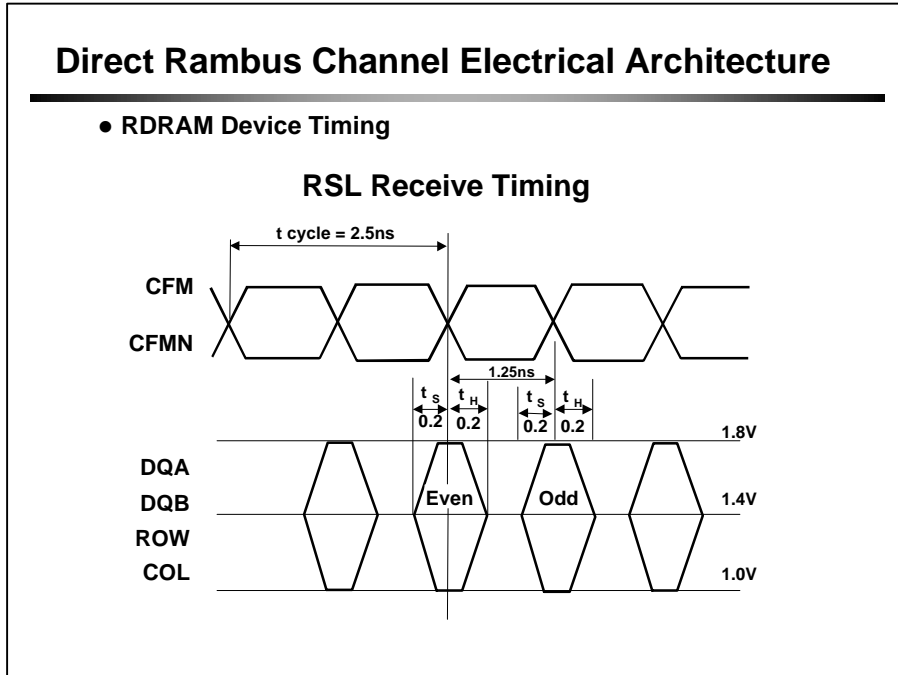 Direct Rambus Channel Electrical Architecture
● RDRAM Device Timing
RSL Receive Timing
t cycle = 2.5ns
CFM
CFMN
1.25ns
t S t H t S t H
0.2 0.2 0.2 0.2
1.8V
DQA
DQB Even Odd 1.4V
ROW
COL 1.0V